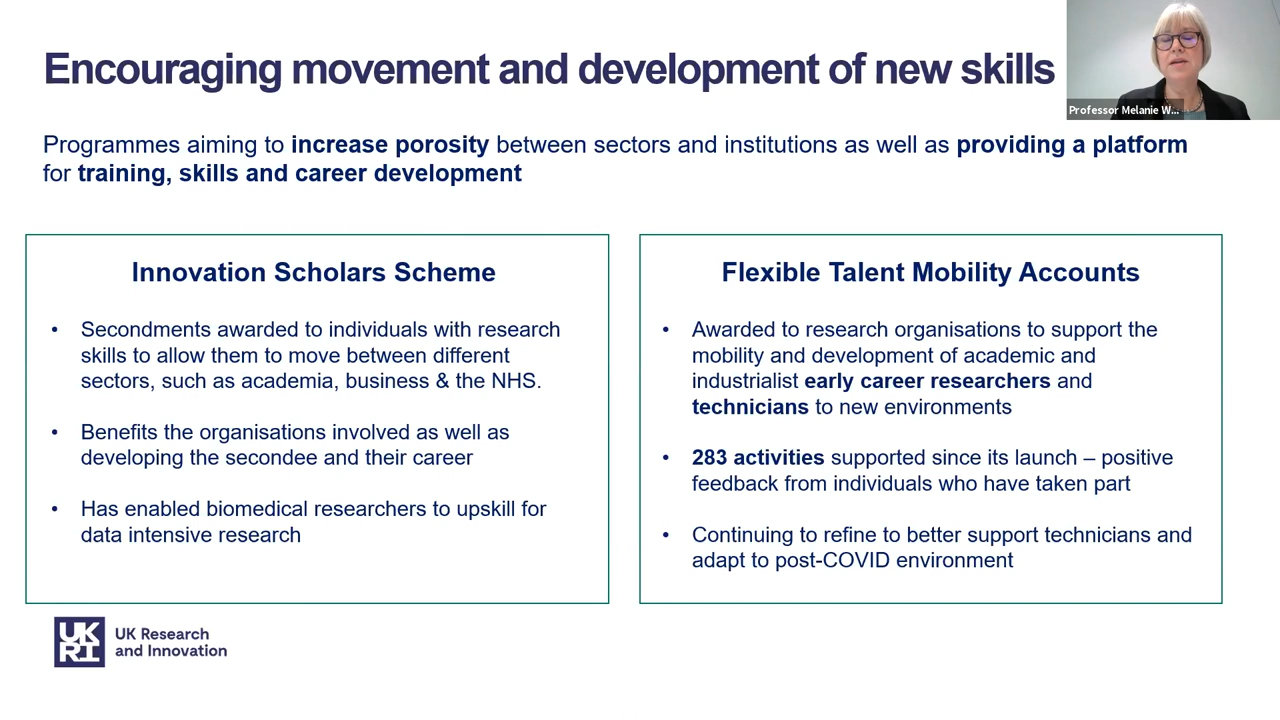 Encouraging movement and development of new skills
Professor Melanie W...
Programmes aiming to increase porosity between sectors and institutions as well as providing a platform
for training, skills and career development
Innovation Scholars Scheme
• Secondments awarded to individuals with research
skills to allow them to move between different
sectors, such as academia, business & the NHS.
• Benefits the organisations involved as well as
developing the secondee and their career
• Has enabled biomedical researchers to upskill for
data intensive research
Flexible Talent Mobility Accounts
• Awarded to research organisations to support the
mobility and development of academic and
industrialist early career researchers and
technicians to new environments
• 283 activities supported since its launch – positive
feedback from individuals who have taken part
• Continuing to refine to better support technicians and
adapt to post-COVID environment
UK
RI
UK Research
and Innovation